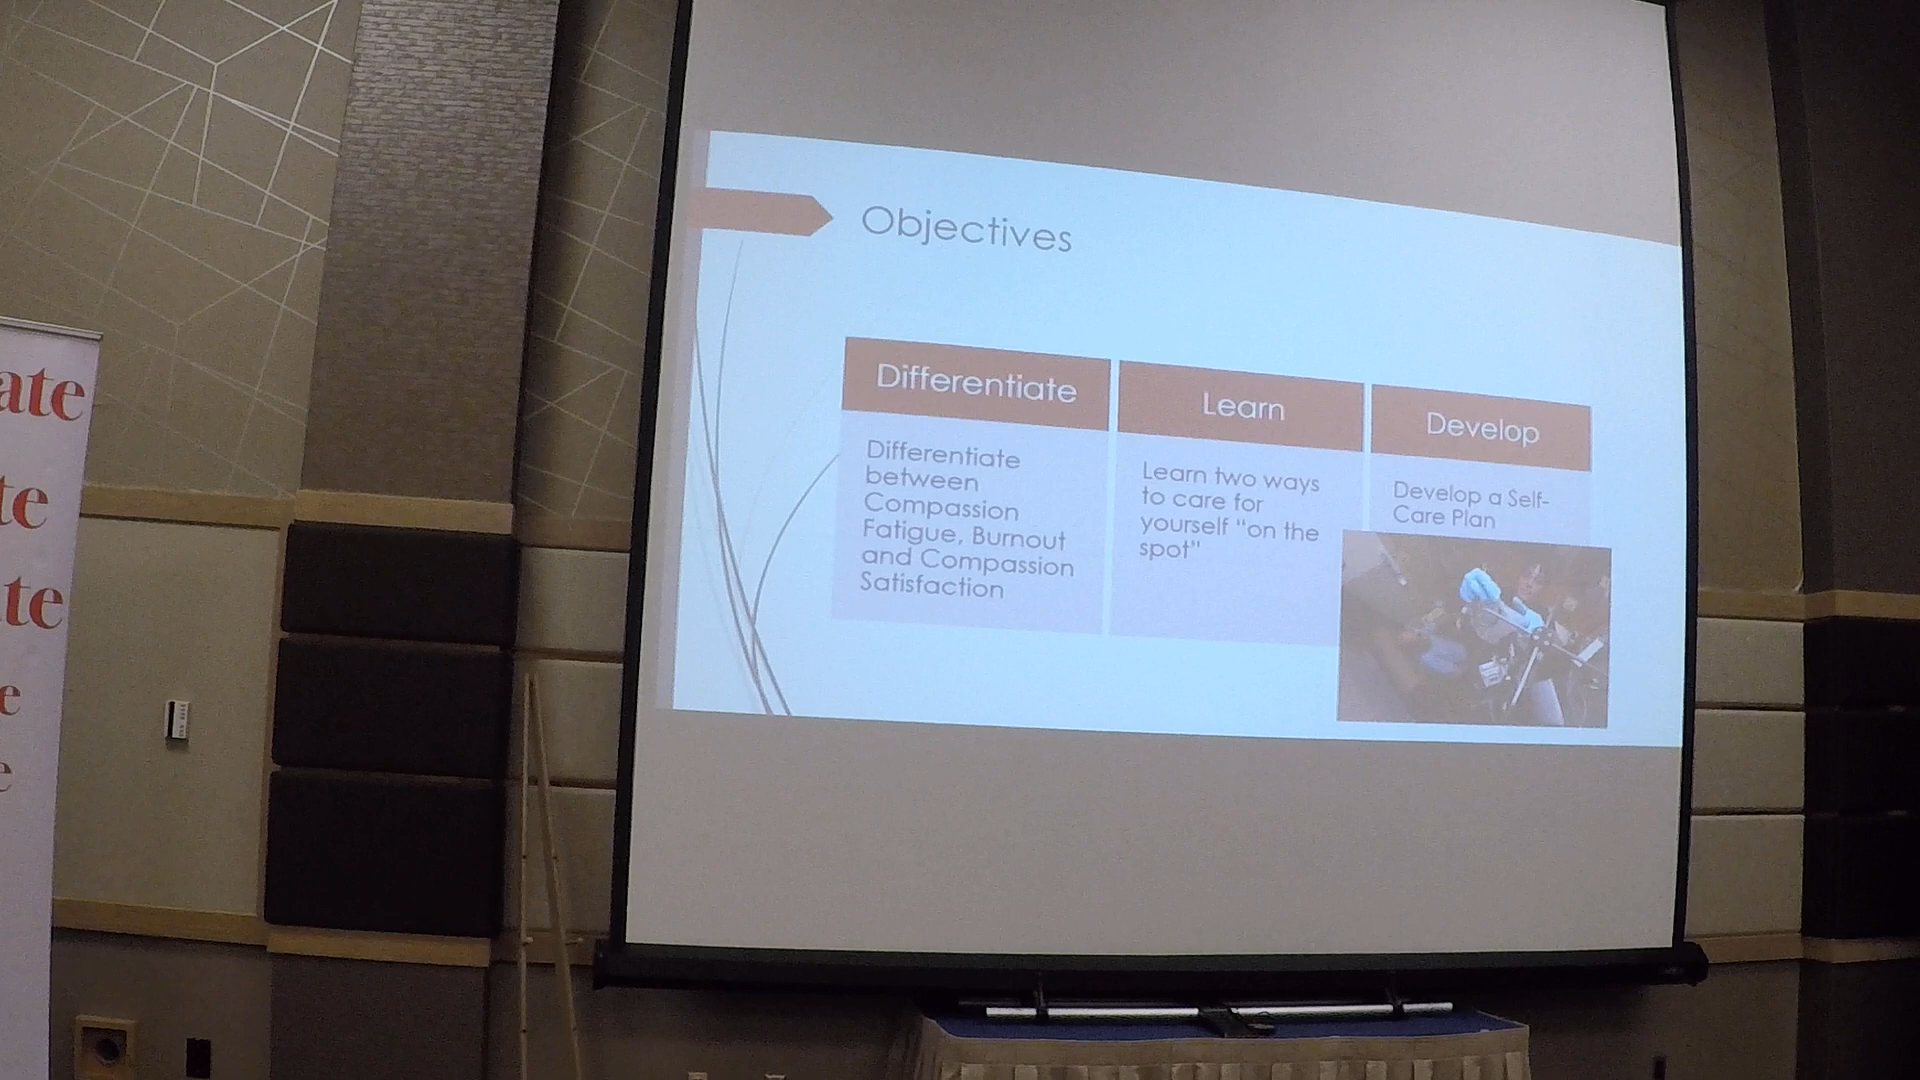 Objectives
Differentiate
Differentiate
between
Compassion
Fatigue, Burnout
and Compassion
Satisfaction
Learn
Learn two ways
to care for
yourself "on the
spot"
Develop
Develop a Self-
Care Plan
ate
te
te
e
e